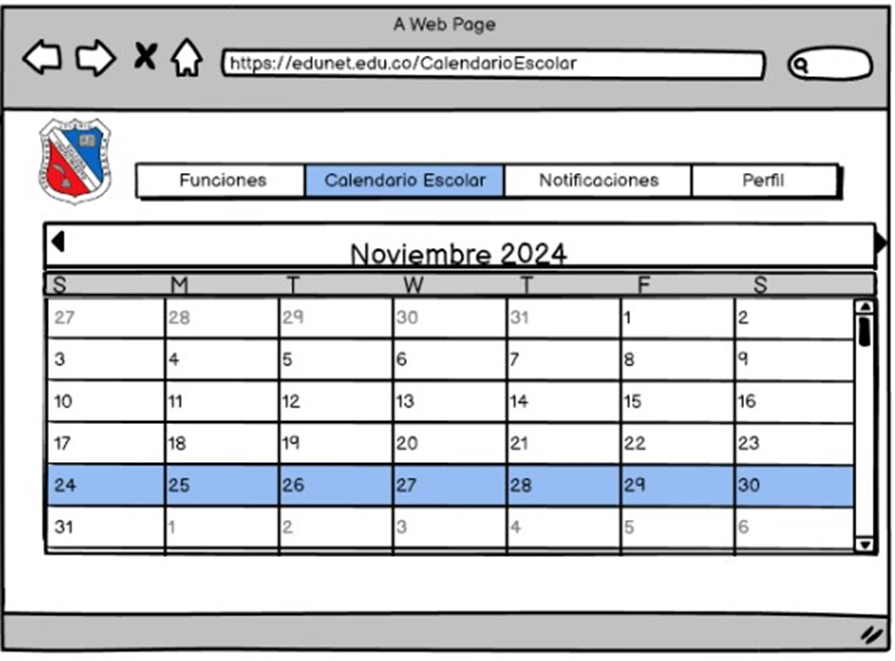 A Web Page
https://edunet.edu.co/CalendarioEscolar
Funciones Calendario Escolar Notificaciones Perfil
Noviembre 2024
S M T W T F S
27 28 29 30 31 1 2
3 4 5 6 7 8 9
10 11 12 13 14 15 16
17 18 19 20 21 22 23
24 25 26 27 28 29 30
31 1 2 3 4 5 6